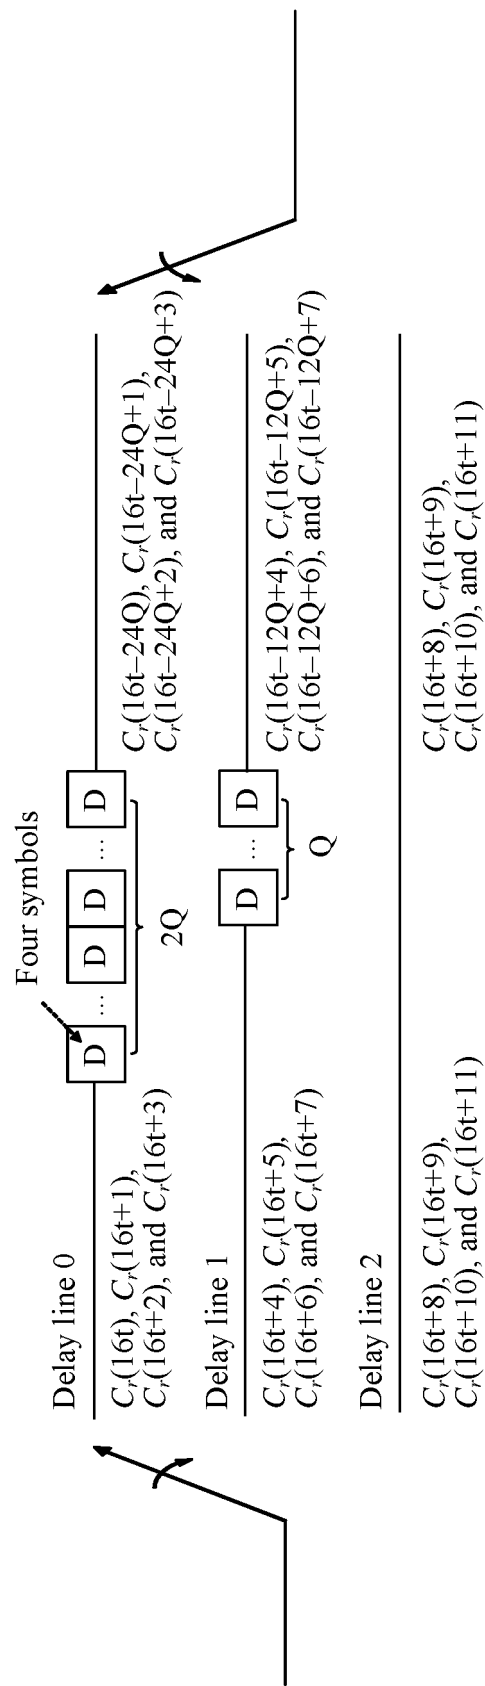 Four symbols
Delay line 0
D ... D D ... D
2Q
Cr(16t), Cr(16t+1),
Cr(16t+2), and Cr(16t+3)
Cr(16t–24Q), Cr(16t–24Q+1),
Cr(16t–24Q+2), and Cr(16t–24Q+3)
Delay line 1
D ... D
Q
Cr(16t+4), Cr(16t+5),
Cr(16t+6), and Cr(16t+7)
Cr(16t–12Q+4), Cr(16t–12Q+5),
Cr(16t–12Q+6), and Cr(16t–12Q+7)
Delay line 2
Cr(16t+8), Cr(16t+9),
Cr(16t+10), and Cr(16t+11)
Cr(16t+8), Cr(16t+9),
Cr(16t+10), and Cr(16t+11)